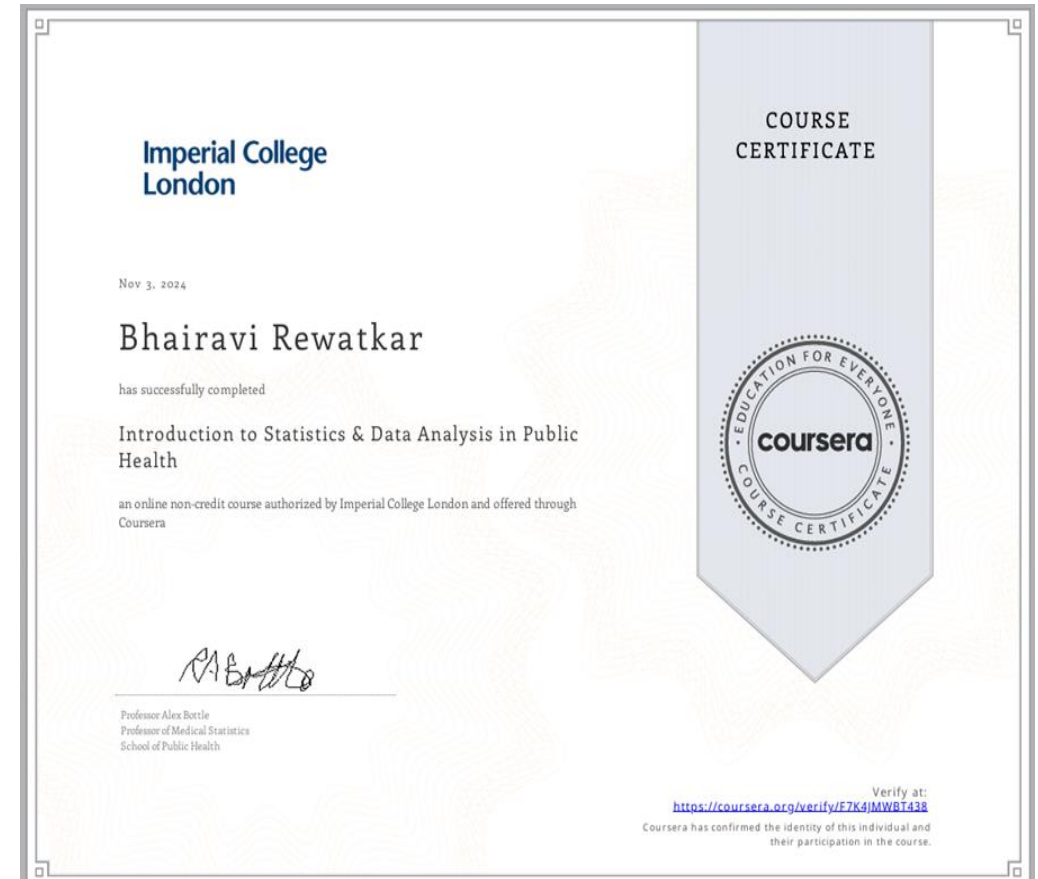 Imperial College
London
COURSE
CERTIFICATE
Nov 3, 2024
Bhairavi Rewatkar
has successfully completed
Introduction to Statistics & Data Analysis in Public
Health
an online non-credit course authorized by Imperial College London and offered through
Coursera
EDUCATION FOR EVERYONE
coursera
COURSE CERTIFICATE
Professor Alex Bottle
Professor of Medical Statistics
School of Public Health
Verify at:
https://coursera.org/verify/F7K4JMWBT438
Coursera has confirmed the identity of this individual and
their participation in the course.